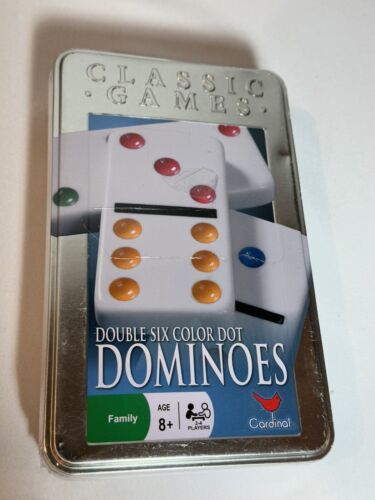 CLASSIC
· GAMES ·
DOUBLE SIX COLOR DOT
DOMINOES
Family
AGE
8+
2-4
PLAYERS
Cardinal